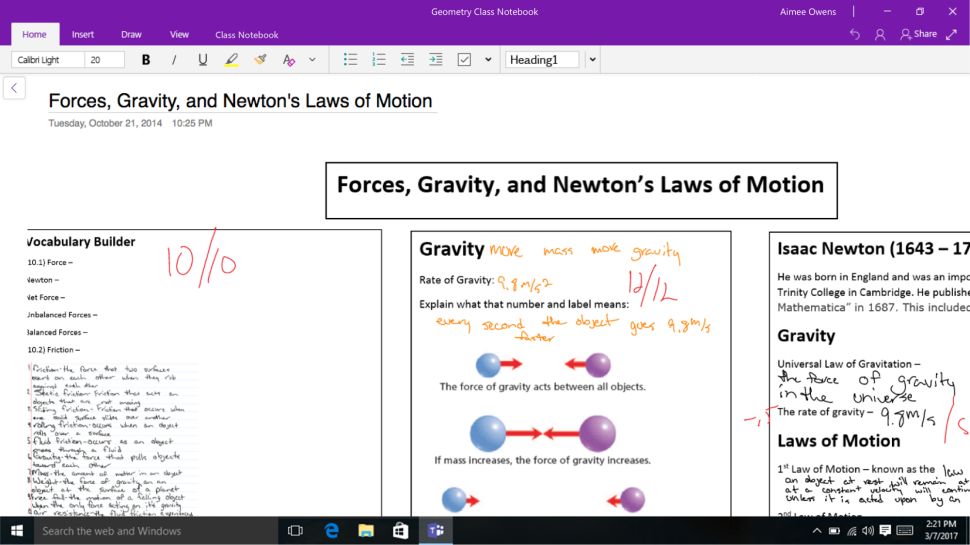 Geometry Class Notebook
Aimee Owens
Home Insert Draw View Class Notebook
Share
Calibri Light 20 B I U Heading1
Forces, Gravity, and Newton's Laws of Motion
Tuesday, October 21, 2014 10:25 PM
Forces, Gravity, and Newton's Laws of Motion
Vocabulary Builder
10/10
10.1) Force –
Newton –
Net Force –
Unbalanced Forces –
Balanced Forces –
10.2) Friction –
friction-the force that two surfaces
exert on each other when they rub
against each other
Static friction-friction that acts on
objects that are not moving
Sliding friction-friction that occurs when
one solid surface slides over another
rolling friction-occurs when an object
rolls over a surface
fluid friction-occurs as an object
moves through a fluid
Gravity-the force that pulls objects
toward each other
Mass-the amount of matter in an object
Weight-the force of gravity on an
object at the surface of a planet
free fall-the motion of a falling object
when the only force acting on it's gravity
air resistance-the fluid friction experienced
Gravity more mass more gravity
Rate of Gravity: 9.8m/s2
12/12
Explain what that number and label means:
every second the object goes 9.8m/s
faster
The force of gravity acts between all objects.
If mass increases, the force of gravity increases.
Isaac Newton (1643 – 17
He was born in England and was an impo
Trinity College in Cambridge. He publishe
Mathematica" in 1687. This included
Gravity
Universal Law of Gravitation –
the force of gravity
in the universe
The rate of gravity – 9.8m/s
-.5
Laws of Motion
1st Law of Motion – known as the law
an object at rest will remain at
at a constant velocity will contin
unless it is acted upon by an
2nd Law of Motion
Search the web and Windows
2:21 PM
3/7/2017